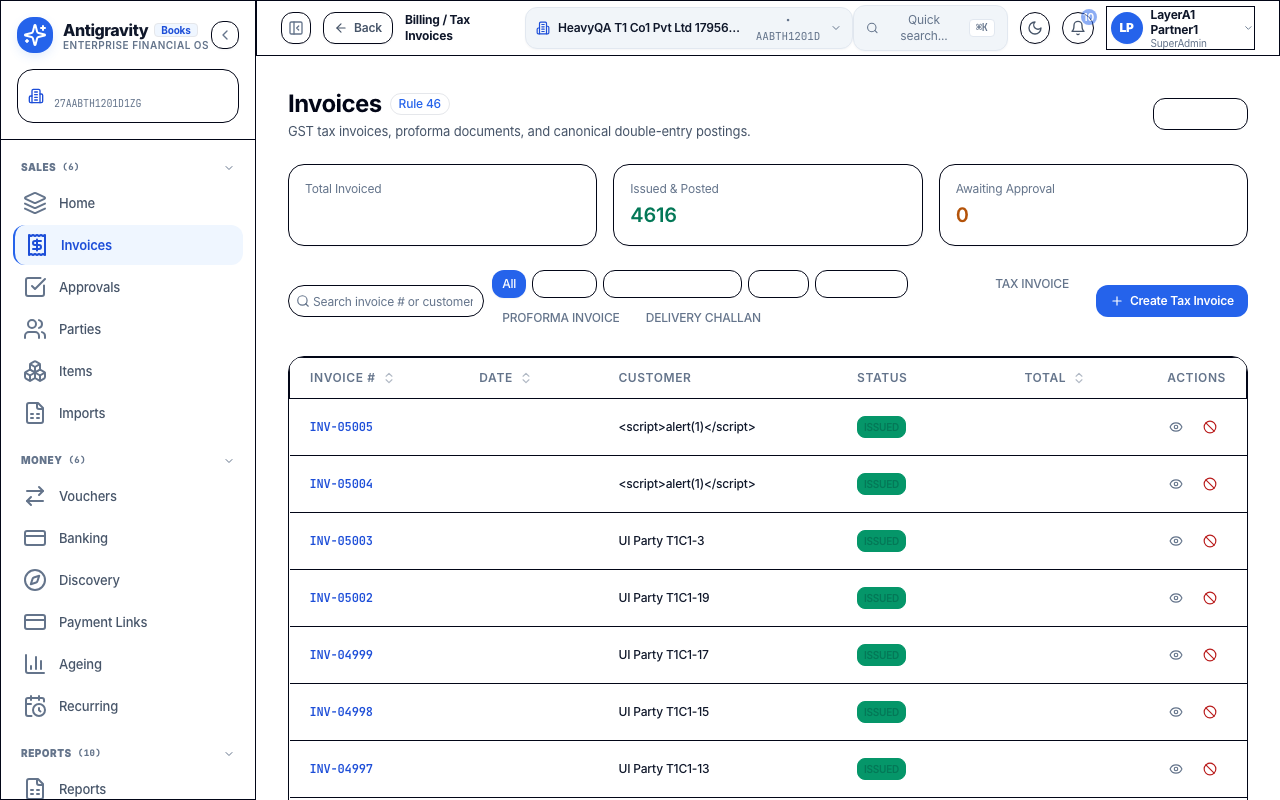 Antigravity Books
ENTERPRISE FINANCIAL OS
27AABTH1201D1ZG
SALES (6)
Home
Invoices
Approvals
Parties
Items
Imports
MONEY (6)
Vouchers
Banking
Discovery
Payment Links
Ageing
Recurring
REPORTS (10)
Reports
Back
Billing / Tax
Invoices
HeavyQA T1 Co1 Pvt Ltd 17956...
•
AABTH1201D
Quick
search...
⌘K
LP
LayerA1
Partner1
SuperAdmin
Invoices Rule 46
GST tax invoices, proforma documents, and canonical double-entry postings.
Total Invoiced
Issued & Posted
4616
Awaiting Approval
0
Search invoice # or customer
All
TAX INVOICE
PROFORMA INVOICE DELIVERY CHALLAN
Create Tax Invoice
INVOICE # DATE CUSTOMER STATUS TOTAL ACTIONS
INV-05005 <script>alert(1)</script> ISSUED
INV-05004 <script>alert(1)</script> ISSUED
INV-05003 UI Party T1C1-3 ISSUED
INV-05002 UI Party T1C1-19 ISSUED
INV-04999 UI Party T1C1-17 ISSUED
INV-04998 UI Party T1C1-15 ISSUED
INV-04997 UI Party T1C1-13 ISSUED